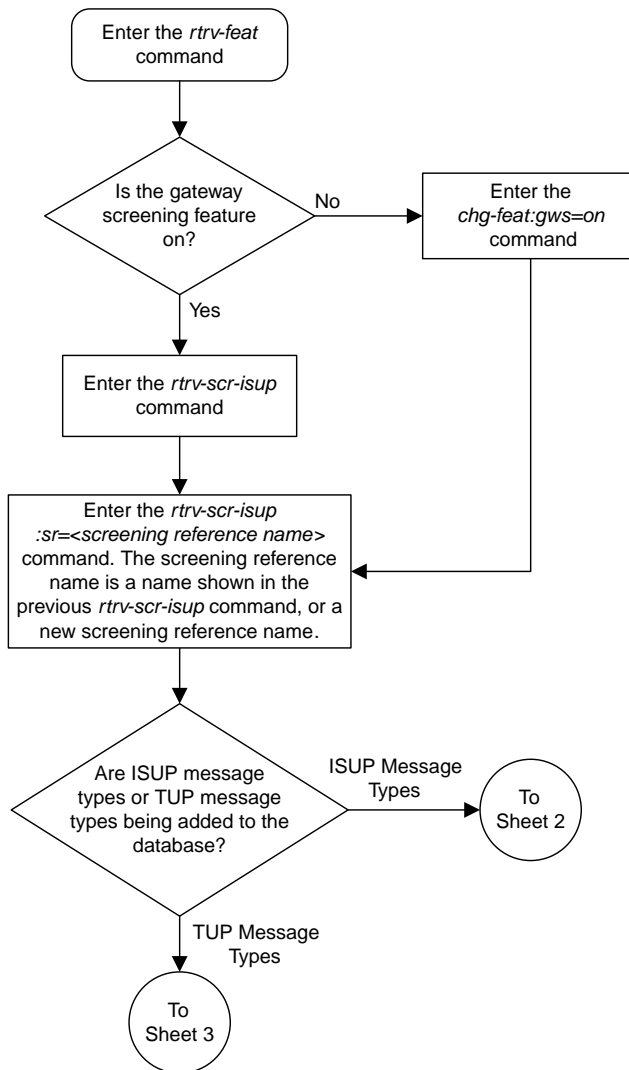 Enter the rtrv-feat
command
Is the gateway
screening feature
on?
No
Enter the
chg-feat:gws=on
command
Yes
Enter the rtrv-scr-isup
command
Enter the rtrv-scr-isup
:sr=<screening reference name>
command. The screening reference
name is a name shown in the
previous rtrv-scr-isup command, or a
new screening reference name.
Are ISUP message
types or TUP message
types being added to the
database?
ISUP Message
Types
To
Sheet 2
TUP Message
Types
To
Sheet 3